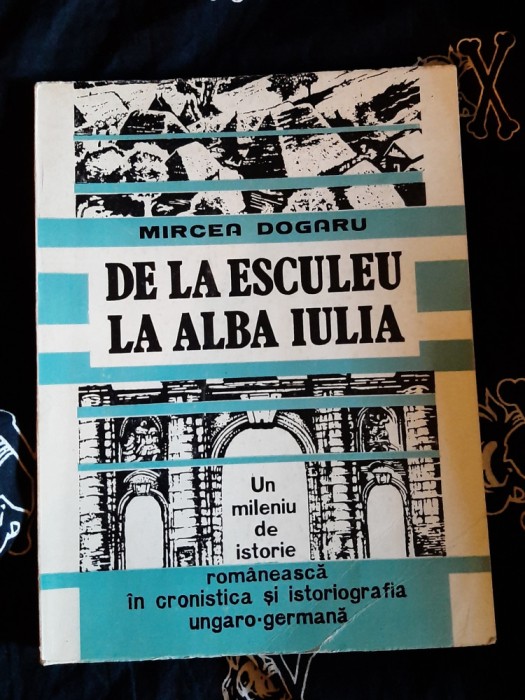 MIRCEA DOGARU
DE LA ESCULEU
LA ALBA IULIA
Un
mileniu
de
istorie
românească
în cronistica și istoriografia
ungaro-germană